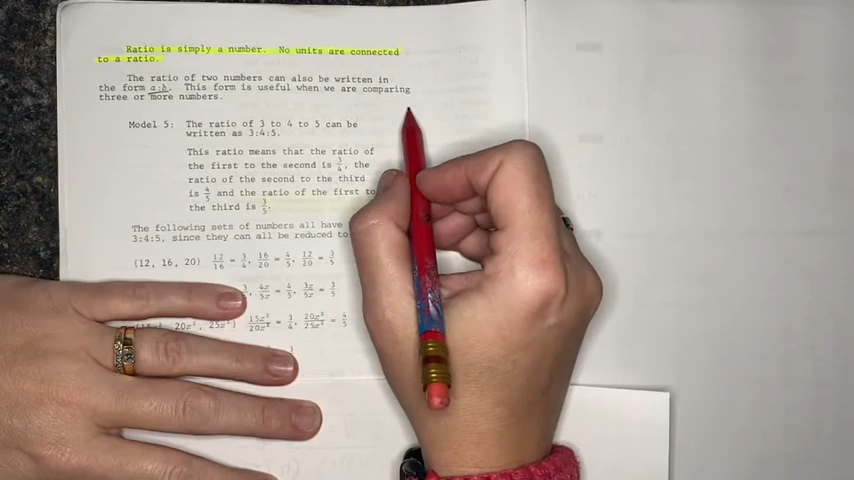 Ratio is simply a number. No units are connected
to a ratio.
The ratio of two numbers can also be written in
the form a:b. This form is useful when we are comparing
three or more numbers.
Model 5: The ratio of 3 to 4 to 5 can be
written as 3:4:5.
This ratio means that the ratio of
the first to the second is 3/4, the
ratio of the second to the third
is 4/5 and the ratio of the first to
the third is 3/5.
The following sets of numbers all have
3:4:5, since they can all be reduced to
(12, 16, 20) 12/16 = 3/4, 16/20 = 4/5, 12/20 = 3/5
4x/5x = 4/5, 3x/5x = 3/5
20x², 25x²) 15x²/20x² = 3/4, 20x²/25x² = 4/5